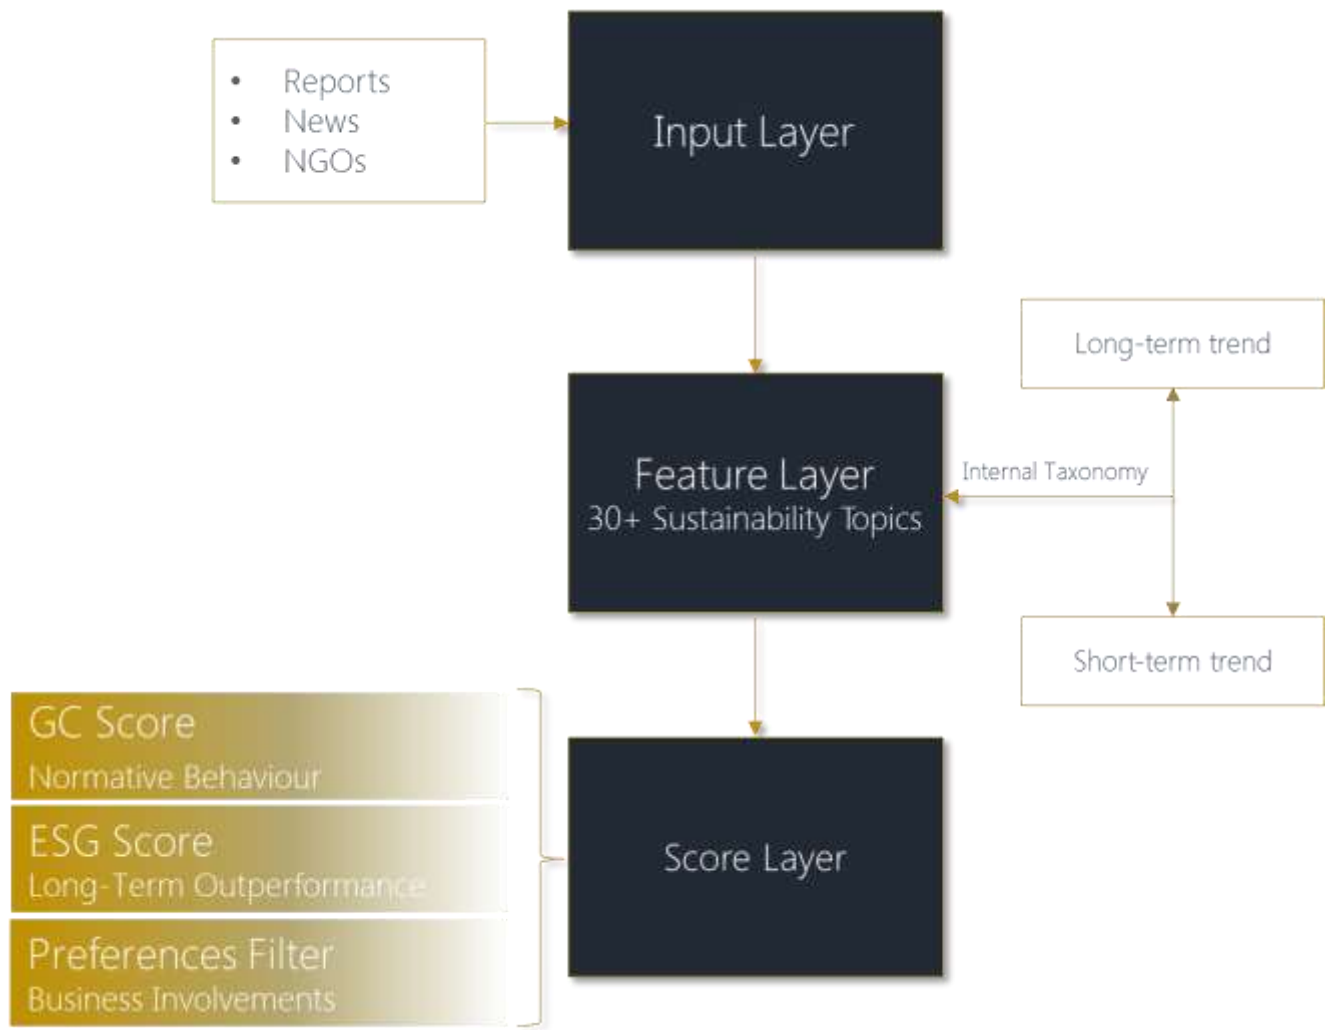 • Reports
• News
• NGOs
Input Layer
Long-term trend
Feature Layer
30+ Sustainability Topics
Internal Taxonomy
Short-term trend
GC Score
Normative Behaviour
ESG Score
Long-Term Outperformance
Preferences Filter
Business Involvements
Score Layer